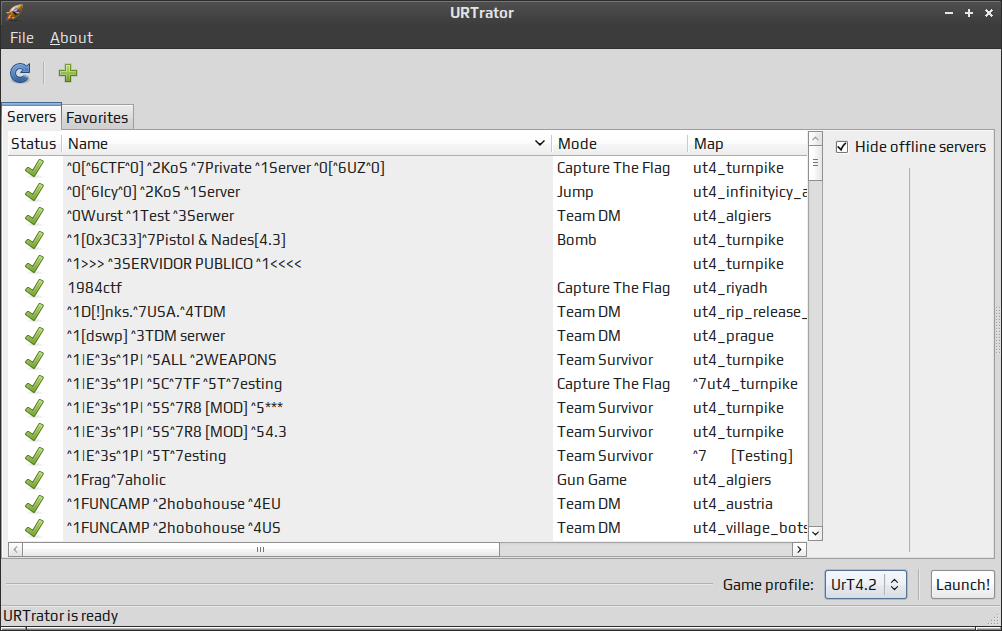 URTrator
File About
Servers Favorites
Status Name Mode Map
Hide offline servers
^0[^6CTF^0] ^2KoS ^7Private ^1Server ^0[^6UZ^0] Capture The Flag ut4_turnpike
^0[^6Icy^0] ^2KoS ^1Server Jump ut4_infinityicy_a
^0Wurst ^1Test ^3Serwer Team DM ut4_algiers
^1[0x3C33]^7Pistol & Nades[4.3] Bomb ut4_turnpike
^1>>> ^3SERVIDOR PUBLICO ^1<<<< ut4_turnpike
1984ctf Capture The Flag ut4_riyadh
^1D[!]nks.^7USA.^4TDM Team DM ut4_rip_release_
^1[dswp] ^3TDM serwer Team DM ut4_prague
^1|E^3s^1P| ^5ALL ^2WEAPONS Team Survivor ut4_turnpike
^1|E^3s^1P| ^5C^7TF ^5T^7esting Capture The Flag ^7ut4_turnpike
^1|E^3s^1P| ^5S^7R8 [MOD] ^5*** Team Survivor ut4_turnpike
^1|E^3s^1P| ^5S^7R8 [MOD] ^54.3 Team Survivor ut4_turnpike
^1|E^3s^1P| ^5T^7esting Team Survivor ^7 [Testing]
^1Frag^7aholic Gun Game ut4_algiers
^1FUNCAMP ^2hobohouse ^4EU Team DM ut4_austria
^1FUNCAMP ^2hobohouse ^4US Team DM ut4_village_bots
Game profile: UrT4.2 Launch!
URTrator is ready